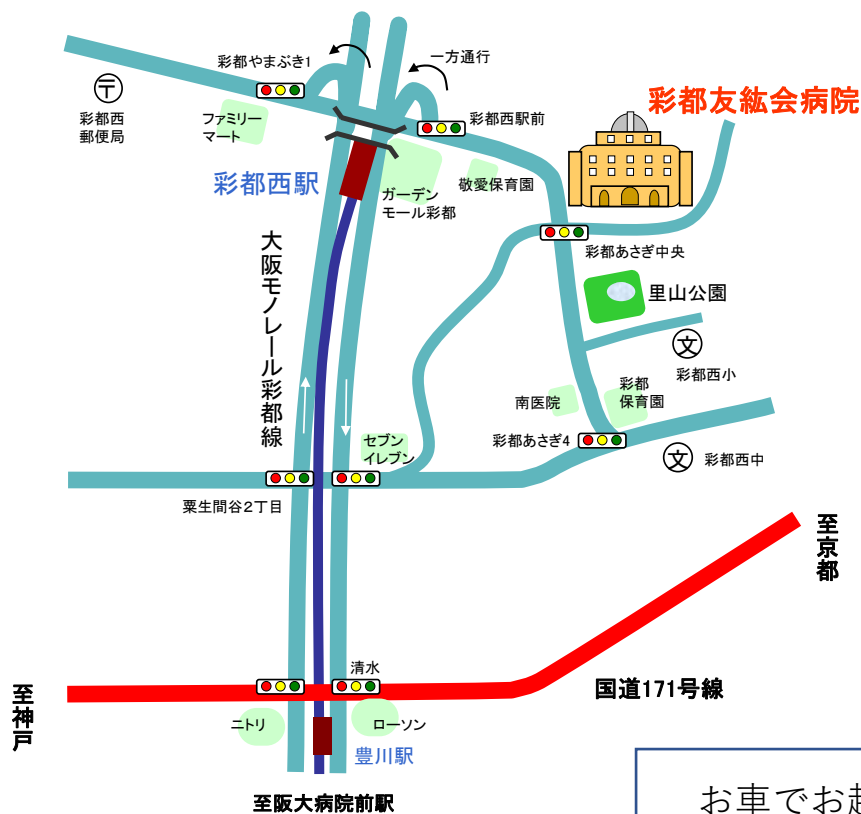 彩都やまぶき1
一方通行
〒
彩都西
郵便局
ファミリー
マート
彩都西駅前
彩都友紘会病院
彩都西駅
ガーデン
モール彩都
敬愛保育園
彩都あさぎ中央
大阪モノレール彩都線
里山公園
文
彩都西小
南医院
彩都
保育園
セブン
イレブン
彩都あさぎ4
文
彩都西中
粟生間谷2丁目
至京都
清水
国道171号線
至神戸
ニトリ
ローソン
豊川駅
至阪大病院前駅
お車でお